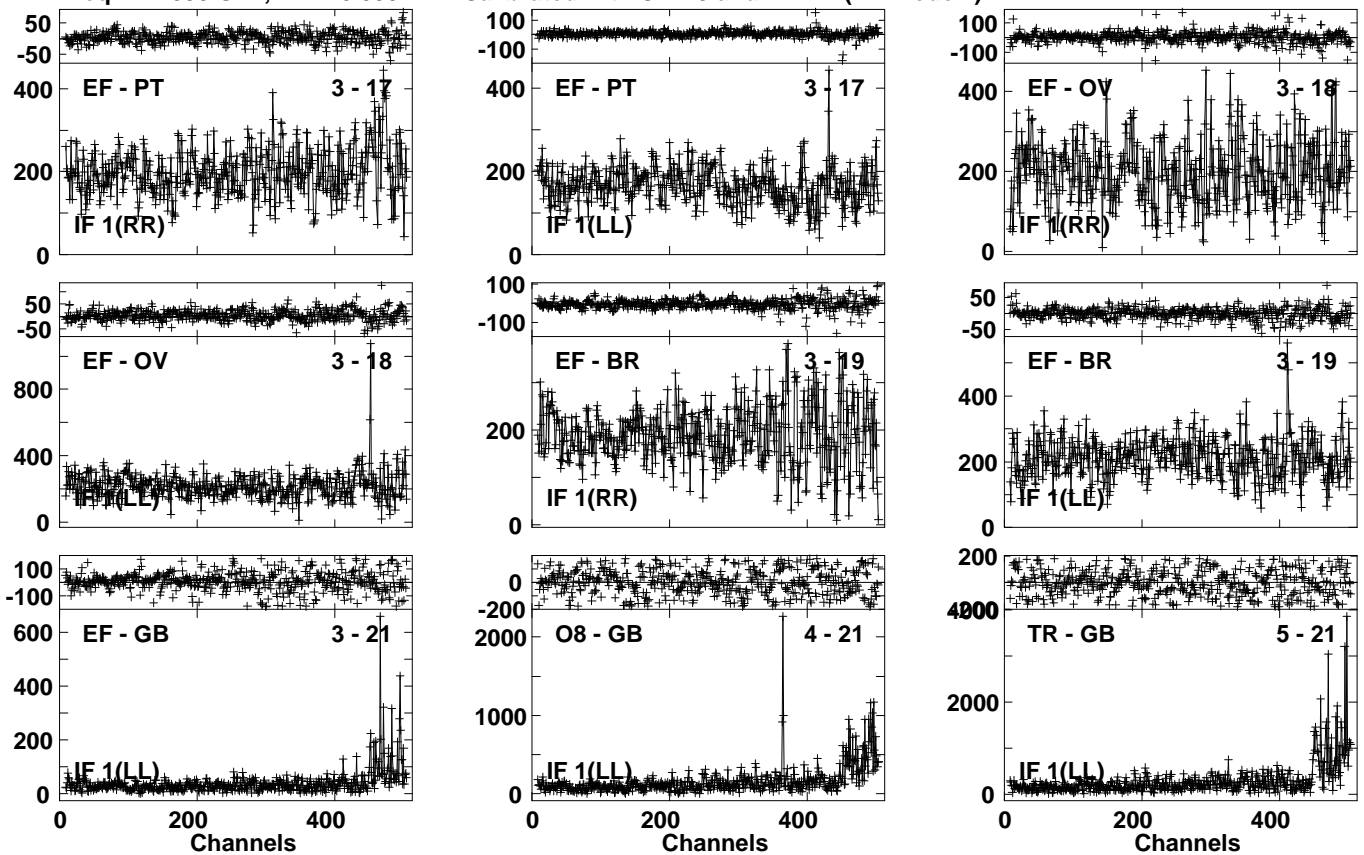 50
-50
EF - PT 3 - 17
400
200
0
IF 1(RR)
100
-100
EF - PT 3 - 17
400
200
0
IF 1(LL)
100
-100
EF - OV 3 - 18
400
200
0
IF 1(RR)
50
-50
EF - OV 3 - 18
800
400
0
IF 1(LL)
100
-100
EF - BR 3 - 19
200
0
IF 1(RR)
50
-50
EF - BR 3 - 19
400
200
0
IF 1(LL)
100
-100
EF - GB 3 - 21
600
400
200
0
IF 1(LL)
0 200 400
Channels
0
-200
O8 - GB 4 - 21
2000
1000
0
IF 1(LL)
0 200 400
Channels
200
-200
4000
TR - GB 5 - 21
2000
0
IF 1(LL)
0 200 400
Channels